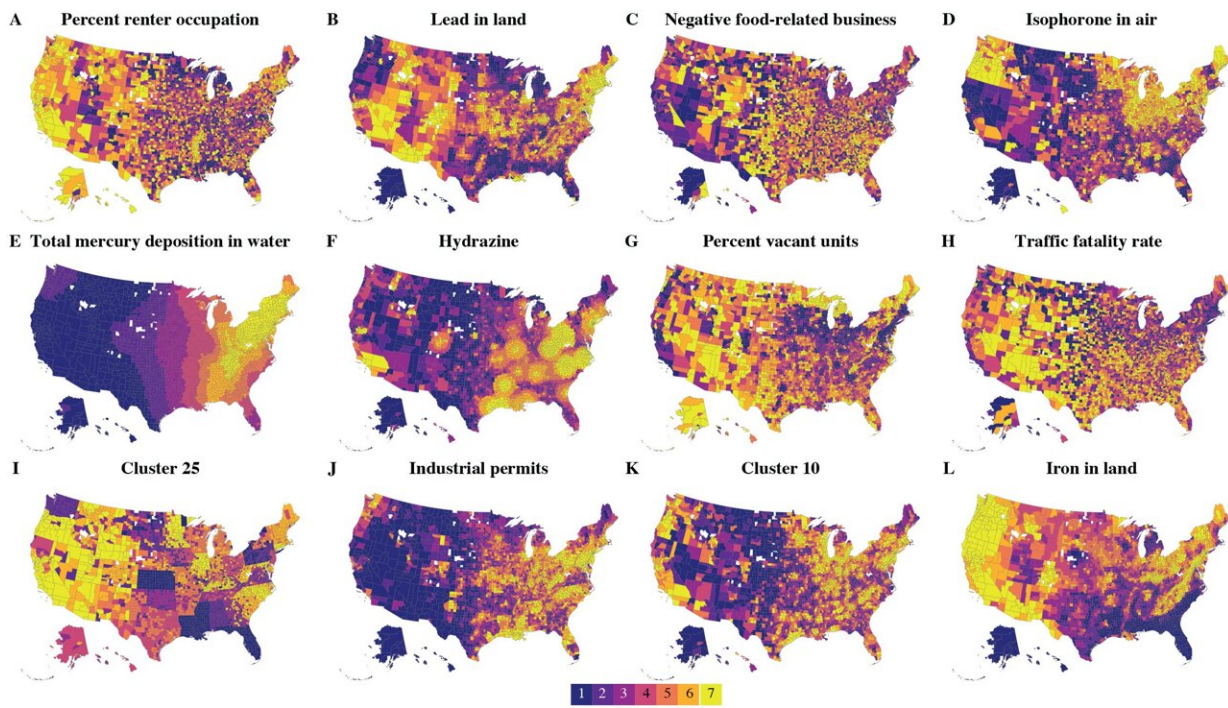 A Percent renter occupation B Lead in land C Negative food-related business D Isophorone in air
E Total mercury deposition in water F Hydrazine G Percent vacant units H Traffic fatality rate
I Cluster 25 J Industrial permits K Cluster 10 L Iron in land
1 2 3 4 5 6 7